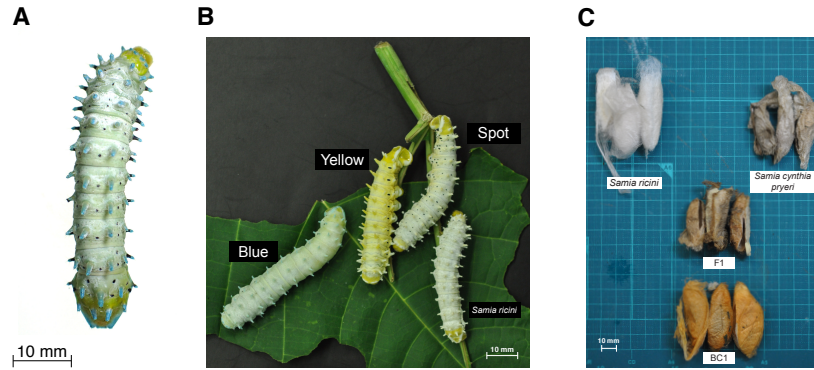 A
B
C
10 mm
Yellow
Spot
Blue
Samia ricini
10 mm
Samia ricini
Samia cynthia
pryeri
F1
BC1
10 mm